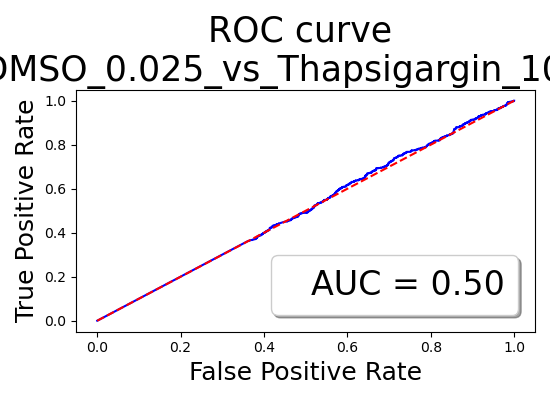 ROC curve
DMSO_0.025_vs_Thapsigargin_10
1.0
0.8
0.6
0.4
0.2
0.0
True Positive Rate
AUC = 0.50
0.0 0.2 0.4 0.6 0.8 1.0
False Positive Rate